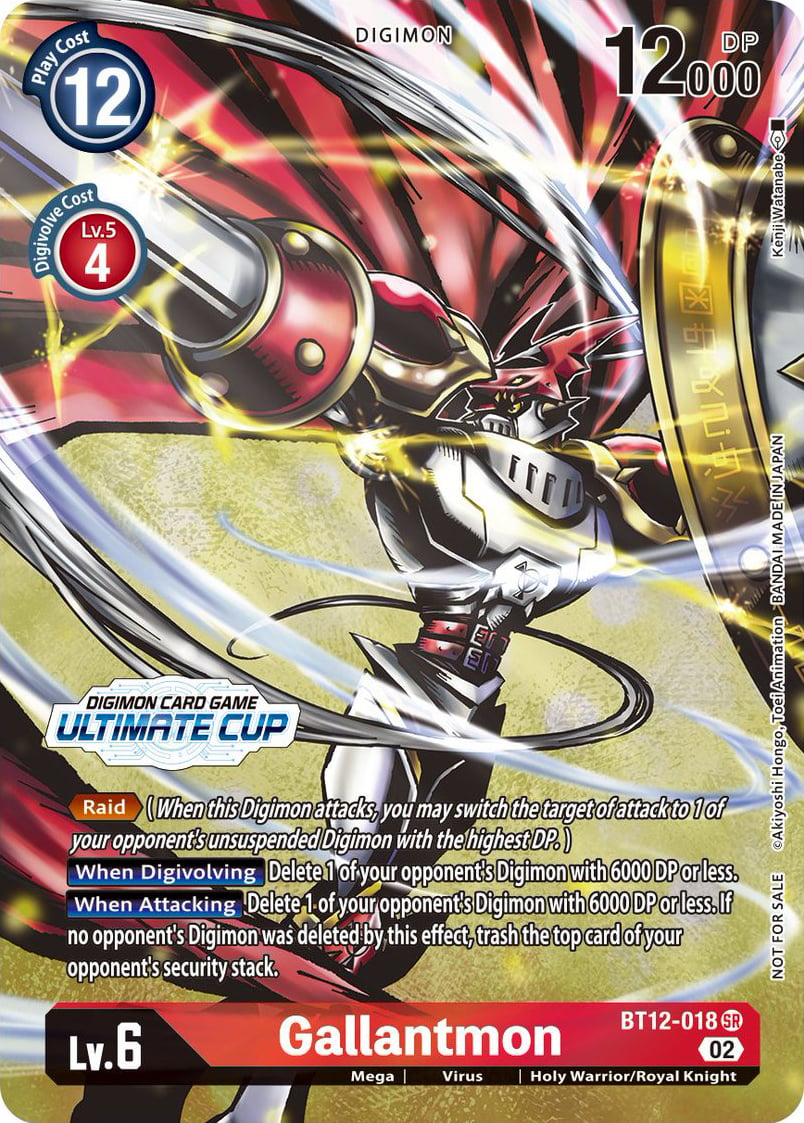 DIGIMON
Play Cost
12
DP
12000
Digivolve Cost
Lv.5
4
Kenji Watanabe
DIGIMON CARD GAME
ULTIMATE CUP
Raid (When this Digimon attacks, you may switch the target of attack to 1 of
your opponent's unsuspended Digimon with the highest DP.)
When Digivolving Delete 1 of your opponent's Digimon with 6000 DP or less.
When Attacking Delete 1 of your opponent's Digimon with 6000 DP or less. If
no opponent's Digimon was deleted by this effect, trash the top card of your
opponent's security stack.
NOT FOR SALE ©Akiyoshi Hongo, Toei Animation BANDAI MADE IN JAPAN
Lv.6
Gallantmon
BT12-018 SR
02
Mega | Virus | Holy Warrior/Royal Knight